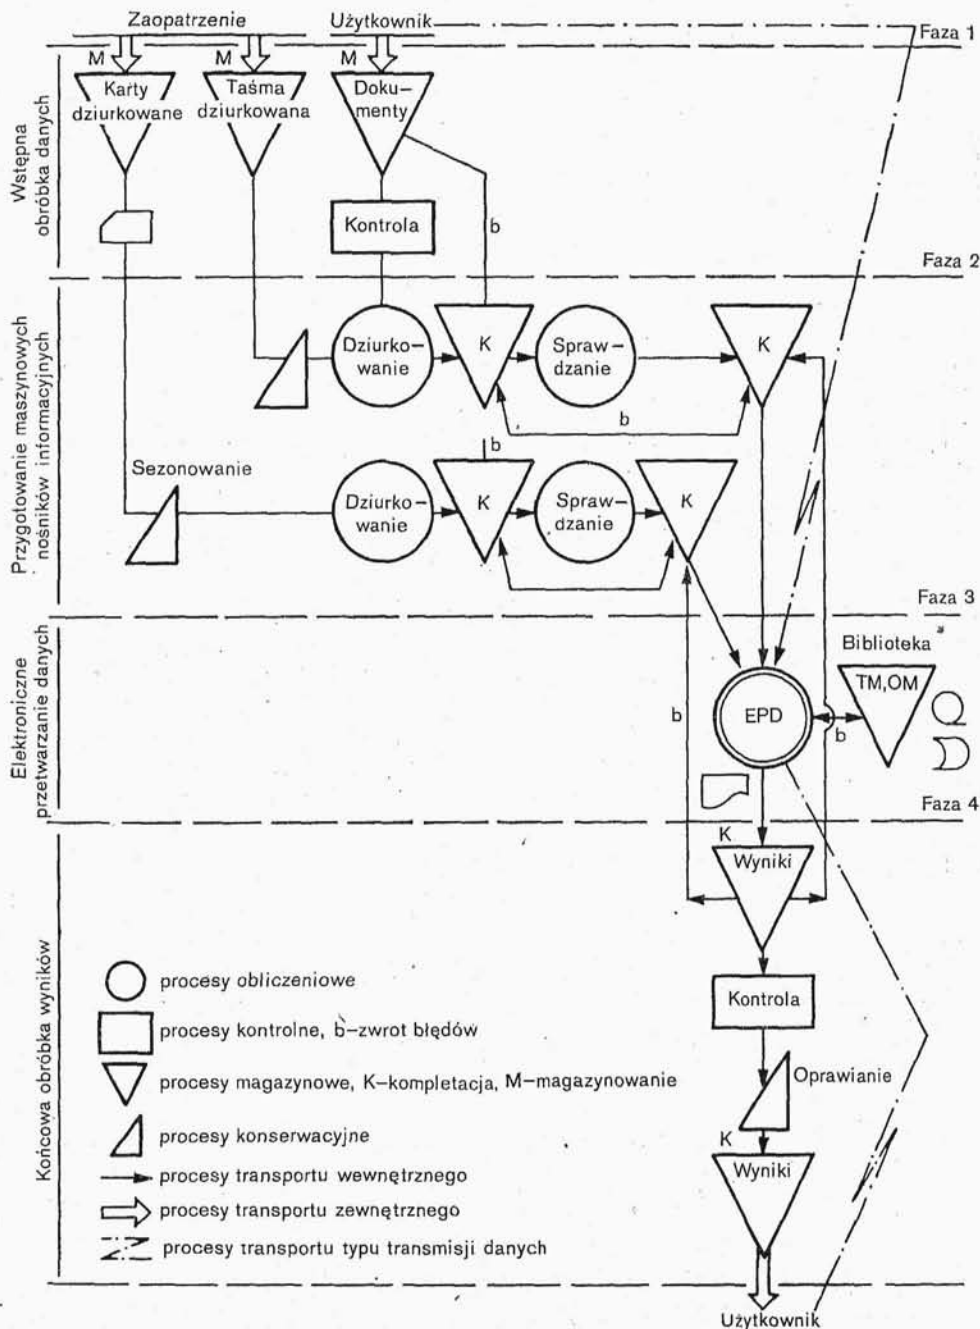 Zaopatrzenie
Użytkownik
Faza 1
M
M
M
Karty
dziurkowane
Taśma
dziurkowana
Doku-
menty
Wstępna
obróbka danych
Kontrola
b
Faza 2
Przygotowanie maszynowych
nośników informacyjnych
Dziurko-
wanie
K
Spraw-
dzanie
K
b
b
Sezonowanie
Dziurko-
wanie
K
Spraw-
dzanie
K
Faza 3
Elektroniczne
przetwarzanie danych
Biblioteka
TM,OM
EPD
b
b
Faza 4
Końcowa obróbka wyników
K
Wyniki
Kontrola
Oprawianie
K
Wyniki
procesy obliczeniowe
procesy kontrolne, b-zwrot błędów
procesy magazynowe, K-kompletacja, M-magazynowanie
procesy konserwacyjne
procesy transportu wewnętrznego
procesy transportu zewnętrznego
procesy transportu typu transmisji danych
Użytkownik